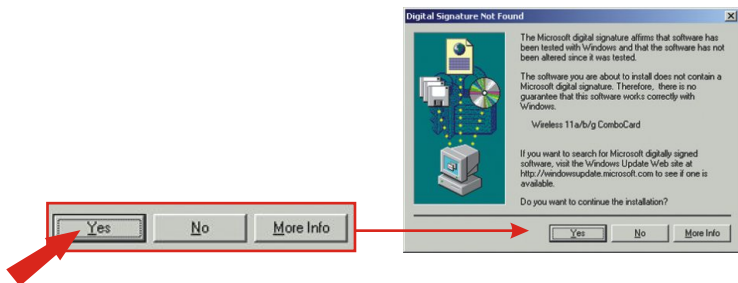 Digital Signature Not Found
The Microsoft digital signature affirms that software has
been tested with Windows and that the software has not
been altered since it was tested.
The software you are about to install does not contain a
Microsoft digital signature. Therefore, there is no
guarantee that this software works correctly with
Windows.
Wireless 11a/b/g ComboCard
If you want to search for Microsoft digitally signed
software, visit the Windows Update Web site at
http://windowsupdate.microsoft.com to see if one is
available.
Do you want to continue the installation?
Yes No More Info
Yes No More Info